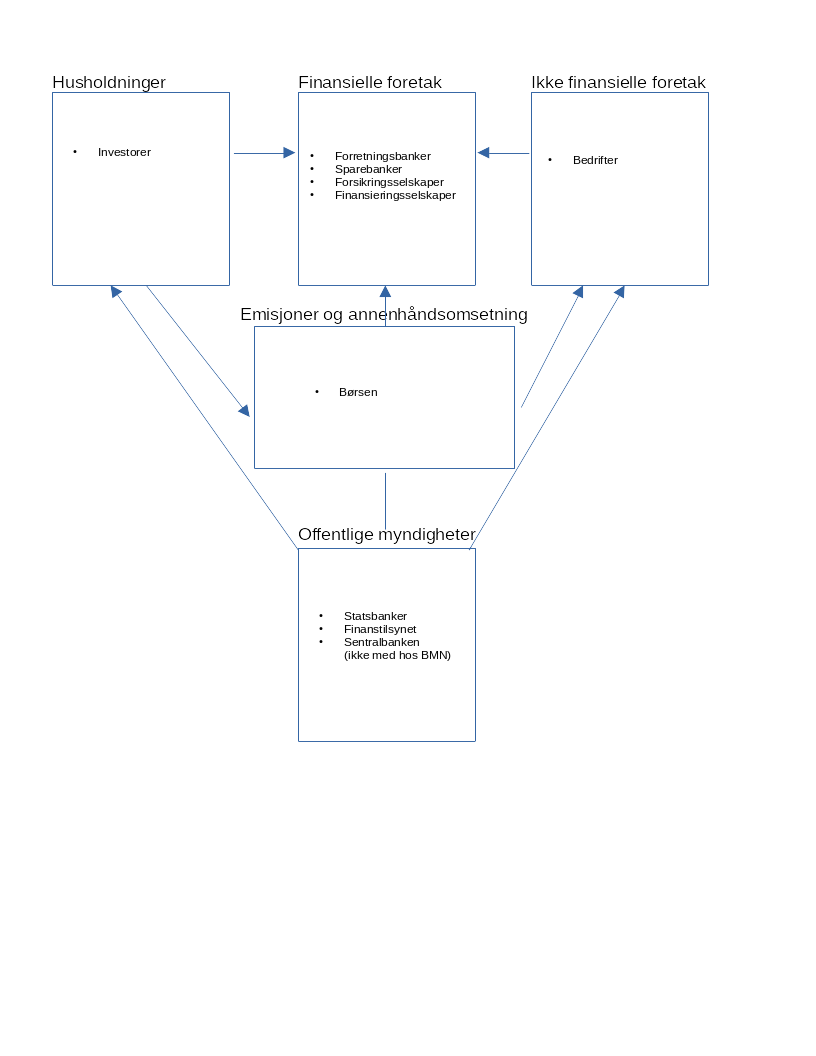 Husholdninger
• Investorer
Finansielle foretak
• Forretningsbanker
• Sparebanker
• Forsikringsselskaper
• Finansieringsselskaper
Ikke finansielle foretak
• Bedrifter
Emisjoner og annenhåndsomsetning
• Børsen
Offentlige myndigheter
• Statsbanker
• Finanstilsynet
• Sentralbanken
(ikke med hos BMN)